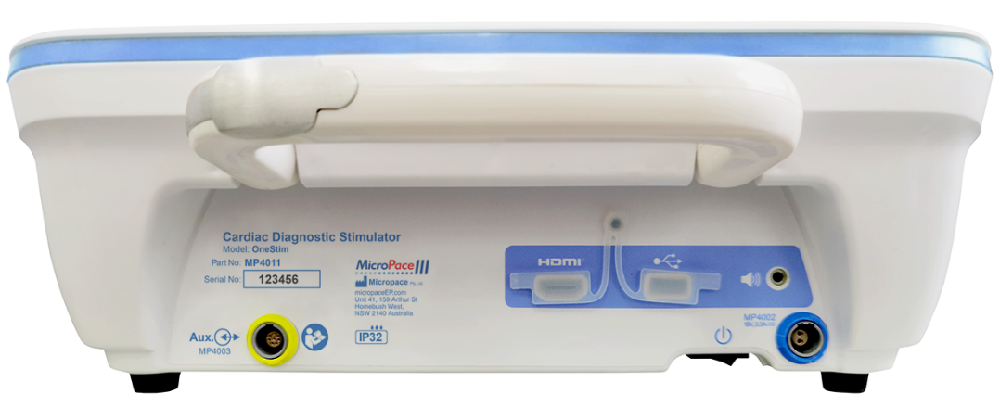 Cardiac Diagnostic Stimulator
Model: OneStim
Part No: MP4011
Serial No: 123456
MicroPace III
Micropace Pty Ltd
micropaceEP.com
Unit 41, 159 Arthur St
Homebush West,
NSW 2140 Australia
HDMI
Aux.
MP4003
IP32
MP4002